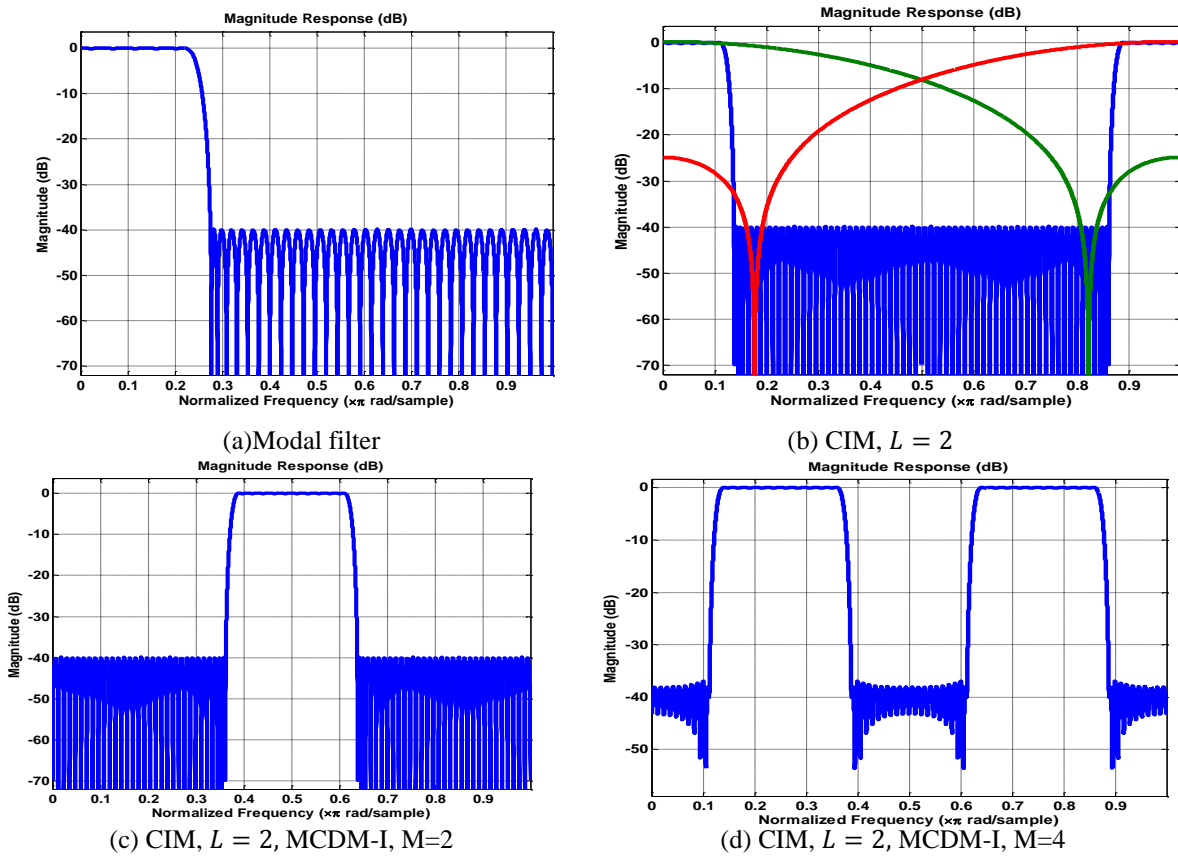 Magnitude Response (dB)
0
-10
-20
-30
-40
-50
-60
-70
Magnitude (dB)
0 0.1 0.2 0.3 0.4 0.5 0.6 0.7 0.8 0.9
Normalized Frequency (×π rad/sample)
(a)Modal filter
Magnitude Response (dB)
0
-10
-20
-30
-40
-50
-60
-70
Magnitude (dB)
0 0.1 0.2 0.3 0.4 0.5 0.6 0.7 0.8 0.9
Normalized Frequency (×π rad/sample)
(b) CIM, L = 2
Magnitude Response (dB)
0
-10
-20
-30
-40
-50
-60
-70
Magnitude (dB)
0 0.1 0.2 0.3 0.4 0.5 0.6 0.7 0.8 0.9
Normalized Frequency (×π rad/sample)
(c) CIM, L = 2, MCDM-I, M=2
Magnitude Response (dB)
0
-10
-20
-30
-40
-50
Magnitude (dB)
0 0.1 0.2 0.3 0.4 0.5 0.6 0.7 0.8 0.9
Normalized Frequency (×π rad/sample)
(d) CIM, L = 2, MCDM-I, M=4